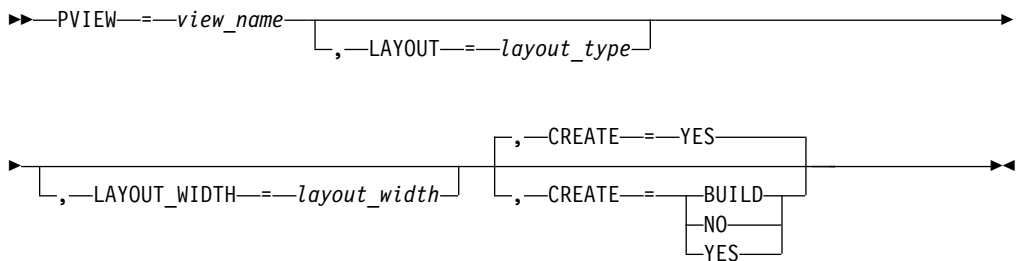 PVIEW = view_name
, LAYOUT = layout_type
, CREATE = YES
, LAYOUT_WIDTH = layout_width
, CREATE = BUILD
NO
YES